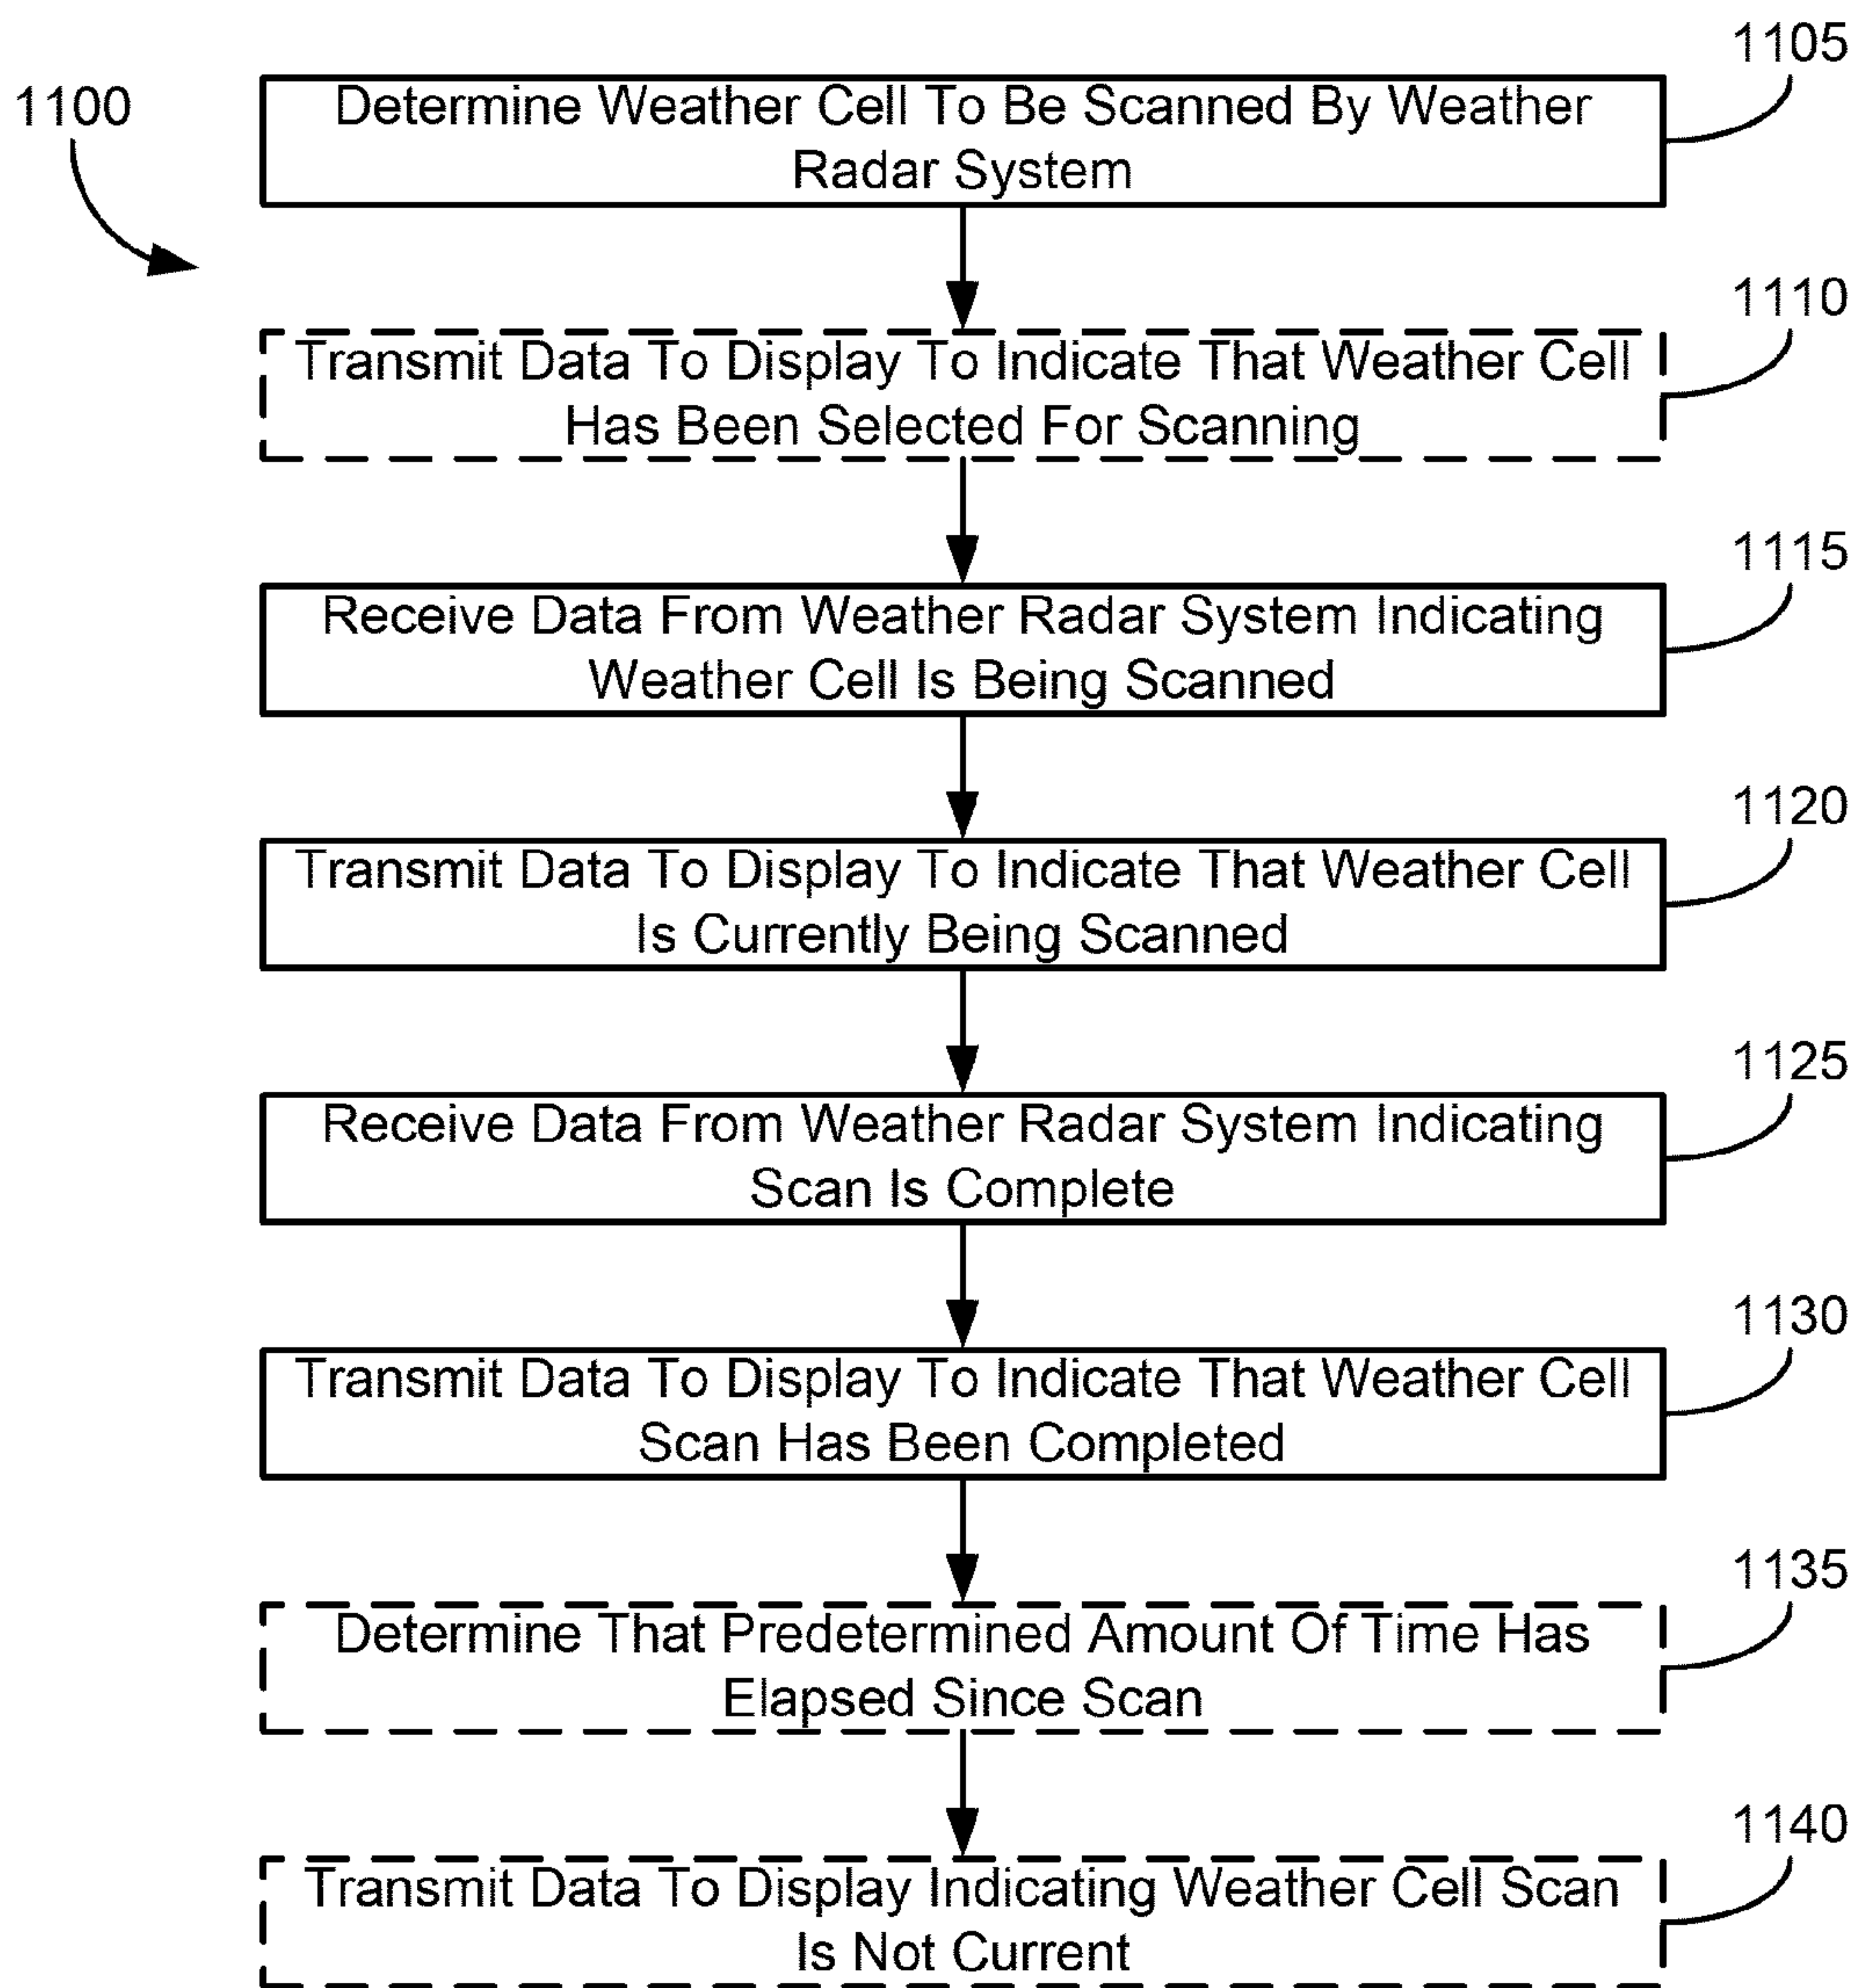 1100
1105
Determine Weather Cell To Be Scanned By Weather
Radar System
1110
Transmit Data To Display To Indicate That Weather Cell
Has Been Selected For Scanning
1115
Receive Data From Weather Radar System Indicating
Weather Cell Is Being Scanned
1120
Transmit Data To Display To Indicate That Weather Cell
Is Currently Being Scanned
1125
Receive Data From Weather Radar System Indicating
Scan Is Complete
1130
Transmit Data To Display To Indicate That Weather Cell
Scan Has Been Completed
1135
Determine That Predetermined Amount Of Time Has
Elapsed Since Scan
1140
Transmit Data To Display Indicating Weather Cell Scan
Is Not Current